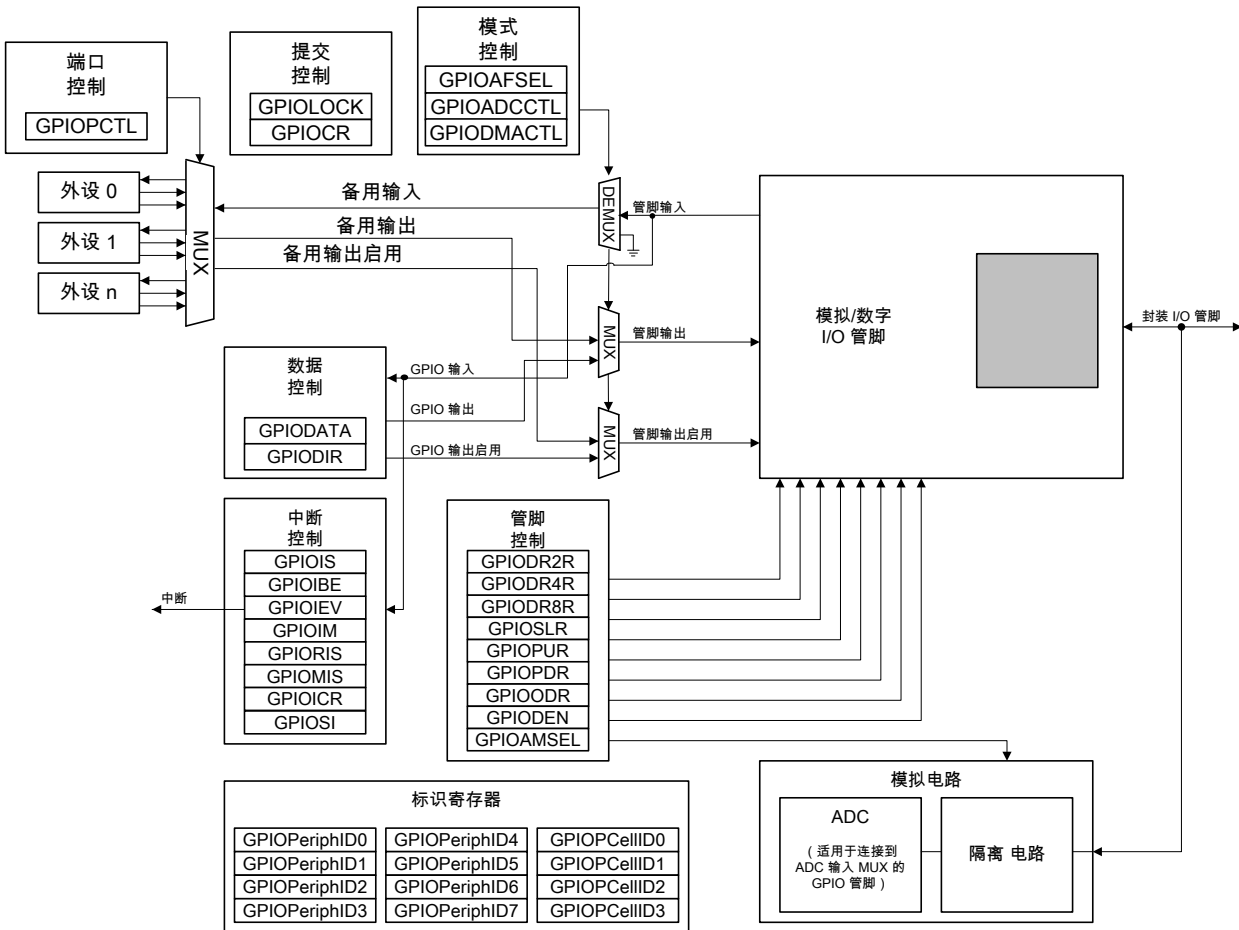 端口
控制
GPIOPCTL
提交
控制
GPIOLOCK
GPIOCR
模式
控制
GPIOAFSEL
GPIOADCCTL
GPIODMACTL
外设 0
外设 1
外设 n
MUX
备用输入
备用输出
备用输出启用
DEMUX
管脚输入
MUX
管脚输出
MUX
管脚输出启用
模拟/数字
I/O 管脚
封装 I/O 管脚
数据
控制
GPIODATA
GPIODIR
GPIO 输入
GPIO 输出
GPIO 输出启用
中断
控制
GPIOIS
GPIOIBE
GPIOIEV
GPIOIM
GPIORIS
GPIOMIS
GPIOICR
GPIOSI
中断
管脚
控制
GPIODR2R
GPIODR4R
GPIODR8R
GPIOSLR
GPIOPUR
GPIOPDR
GPIOODR
GPIODEN
GPIOAMSEL
模拟电路
ADC
(适用于连接到
ADC 输入 MUX 的
GPIO 管脚)
隔离 电路
标识寄存器
GPIOPeriphID0
GPIOPeriphID1
GPIOPeriphID2
GPIOPeriphID3
GPIOPeriphID4
GPIOPeriphID5
GPIOPeriphID6
GPIOPeriphID7
GPIOPCellID0
GPIOPCellID1
GPIOPCellID2
GPIOPCellID3